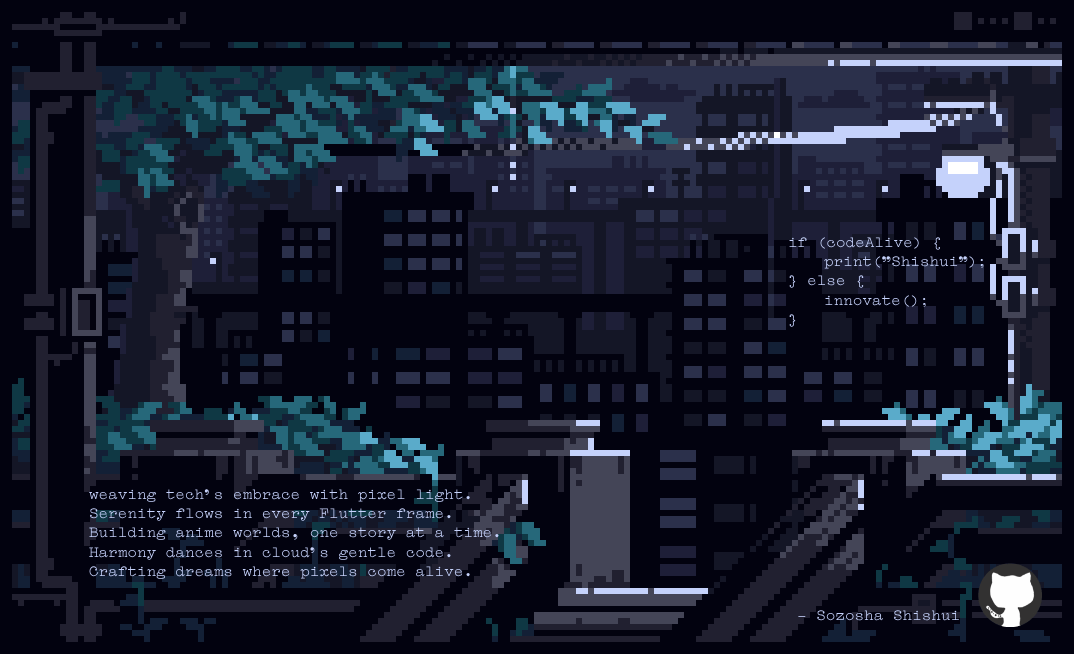 if (codeAlive) {
    print(”Shishui”);
} else {
    innovate();
}
weaving tech’s embrace with pixel light.
Serenity flows in every Flutter frame.
Building anime worlds, one story at a time.
Harmony dances in cloud’s gentle code.
Crafting dreams where pixels come alive.
— Sozosha Shishui